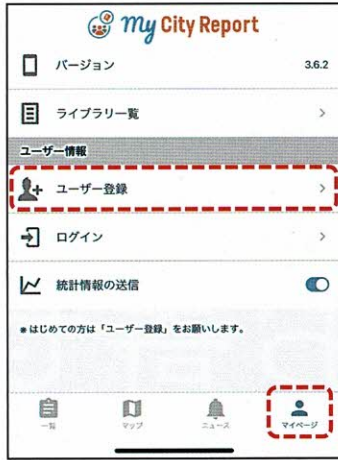 My City Report
バージョン 3.6.2
ライブラリ一覧
ユーザー情報
ユーザー登録
ログイン
統計情報の送信
※はじめての方は「ユーザー登録」をお願いします。
一覧 マップ ニュース マイページ